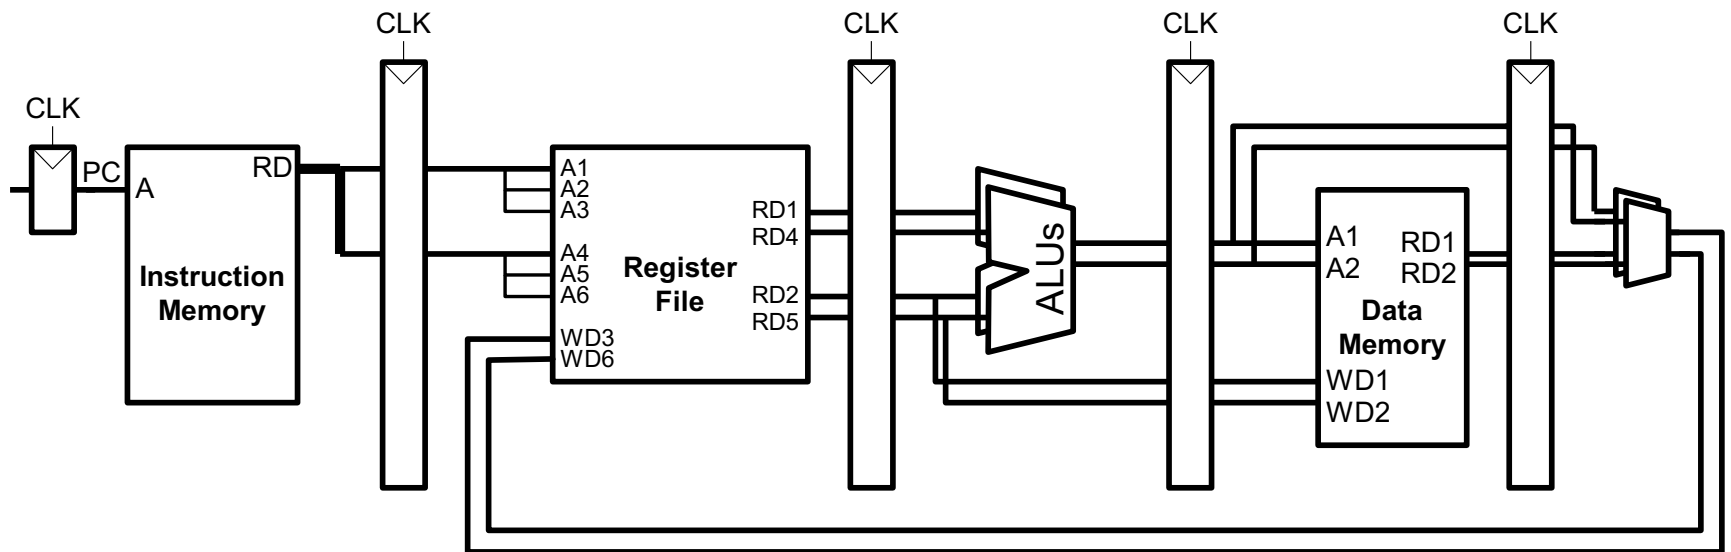 CLK
CLK
CLK
CLK
CLK
PC
A
RD
Instruction
Memory
A1
A2
A3
A4
A5
A6
WD3
WD6
Register
File
RD1
RD4
RD2
RD5
ALUs
A1
A2
RD1
RD2
Data
Memory
WD1
WD2